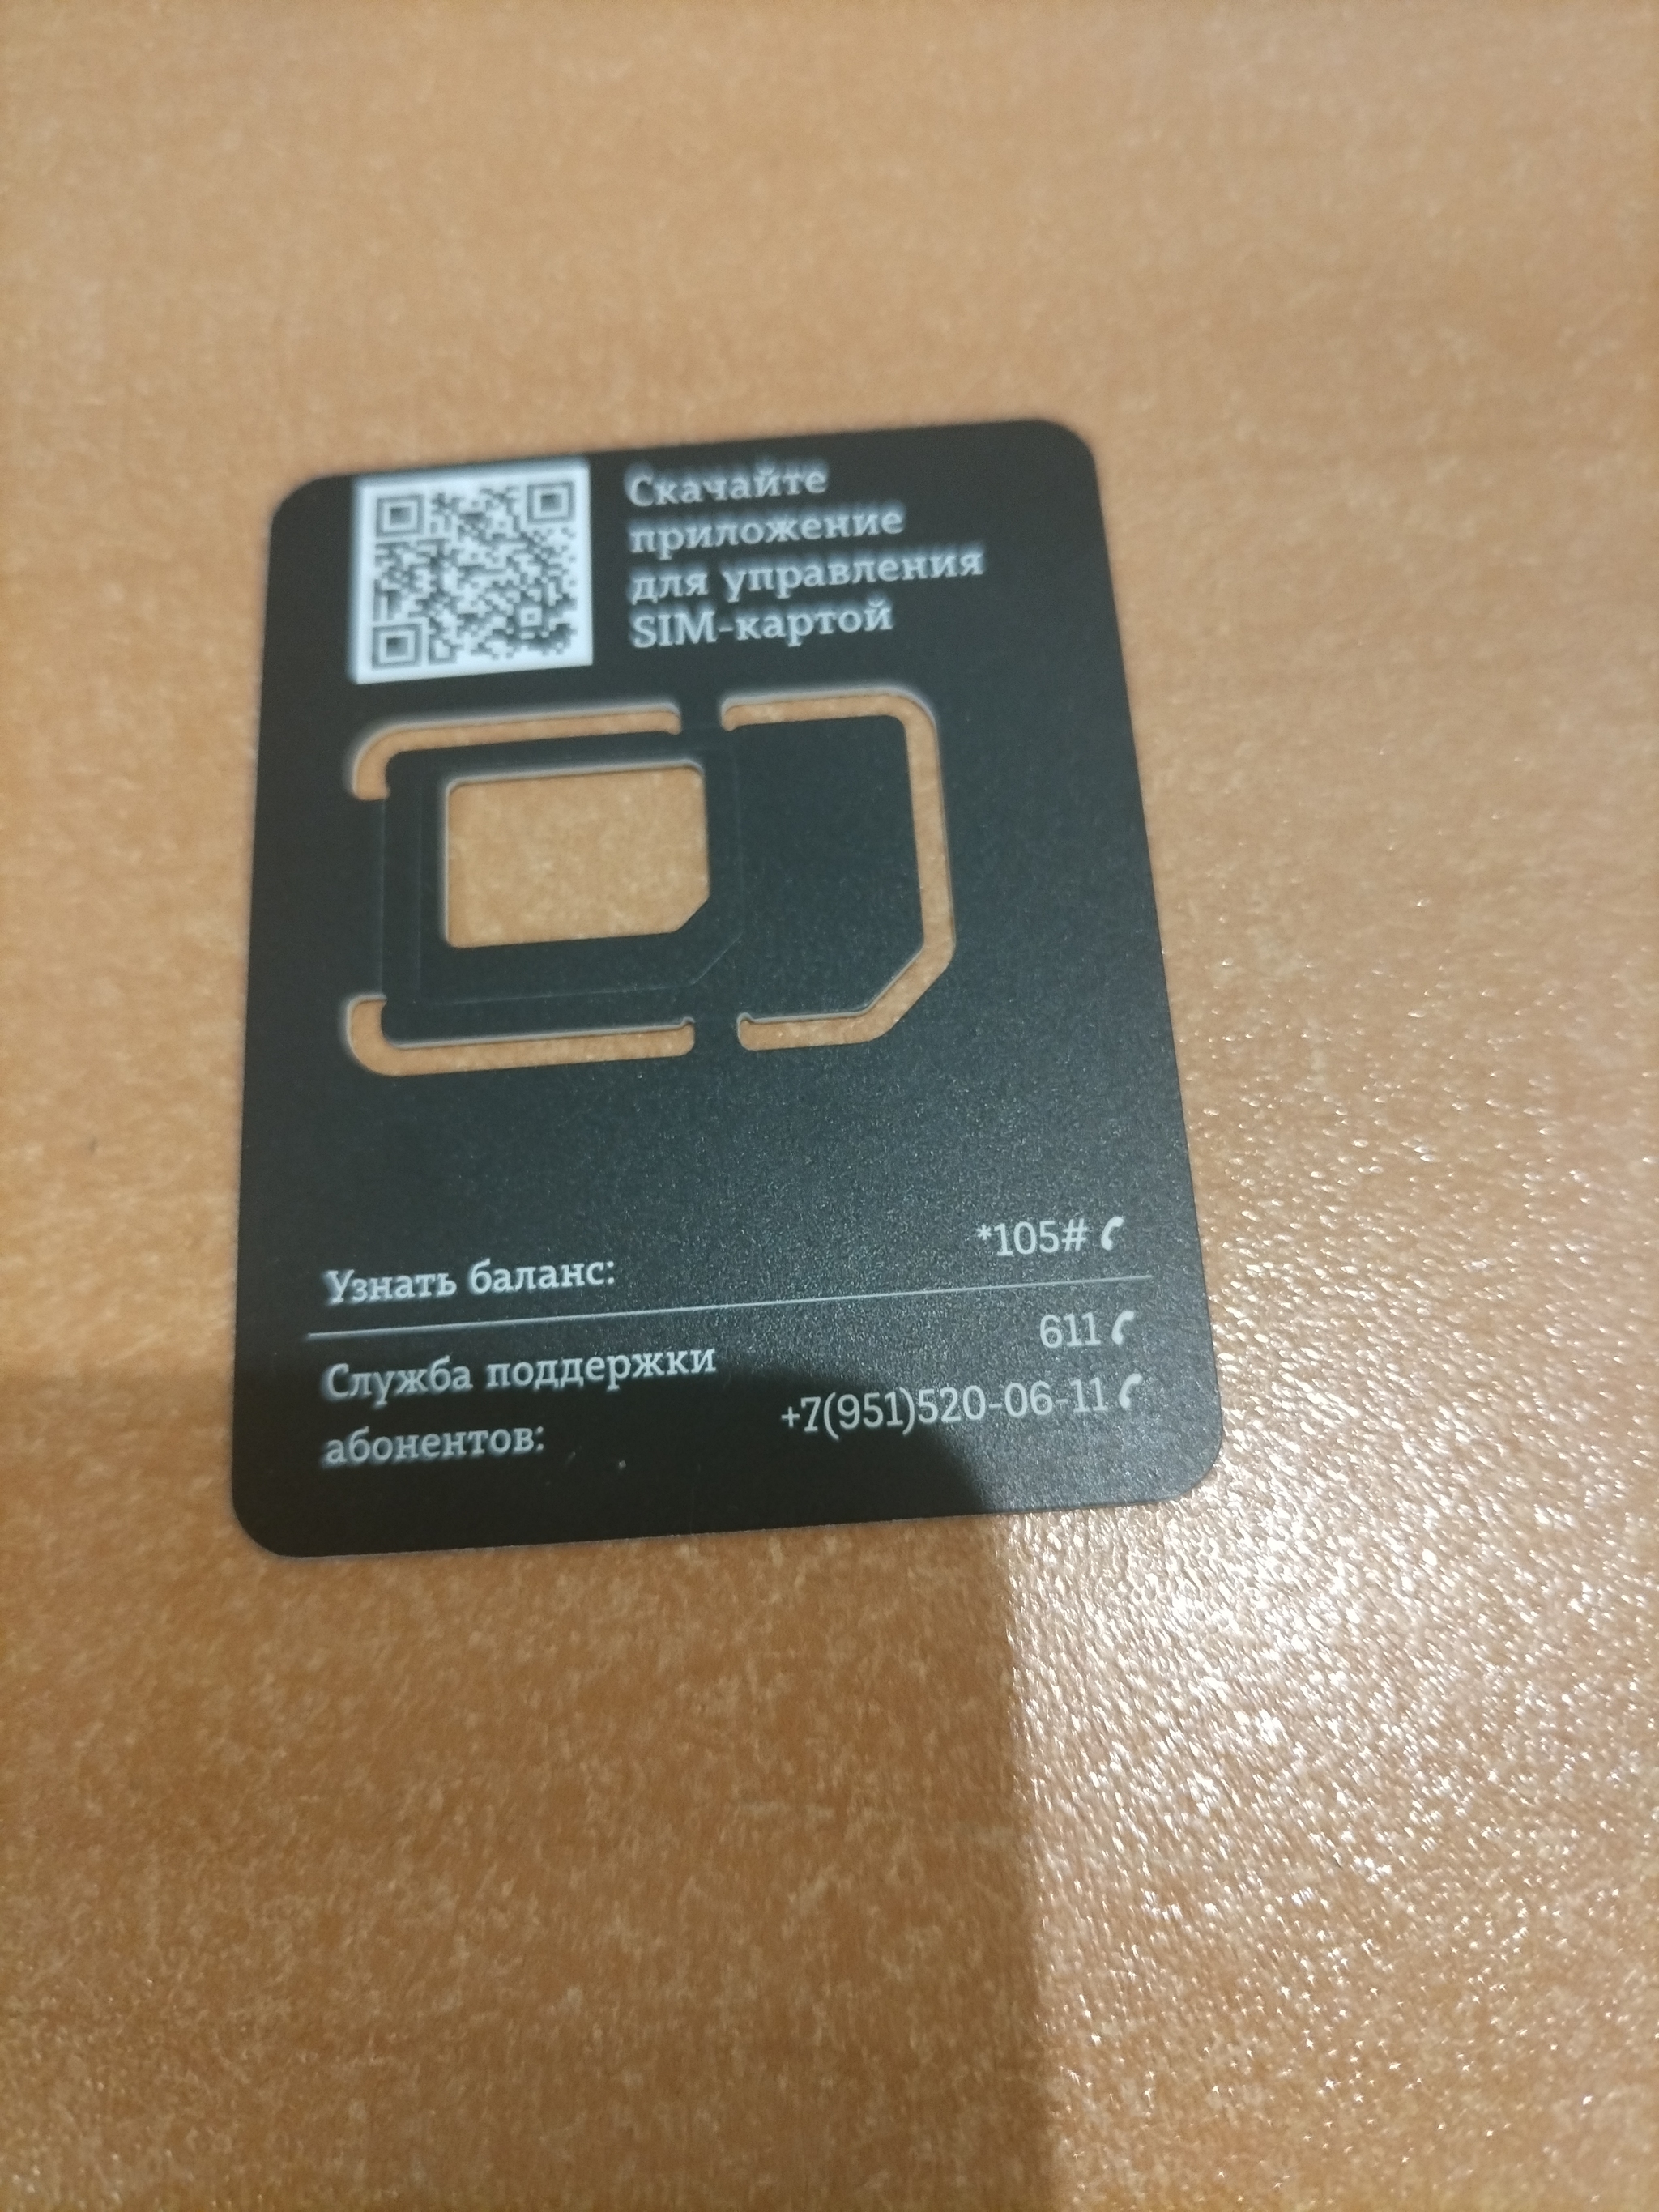 Скачайте
приложение
для управления
SIM-картой
Узнать баланс: *105#
Служба поддержки 611
абонентов: +7(951)520-06-11